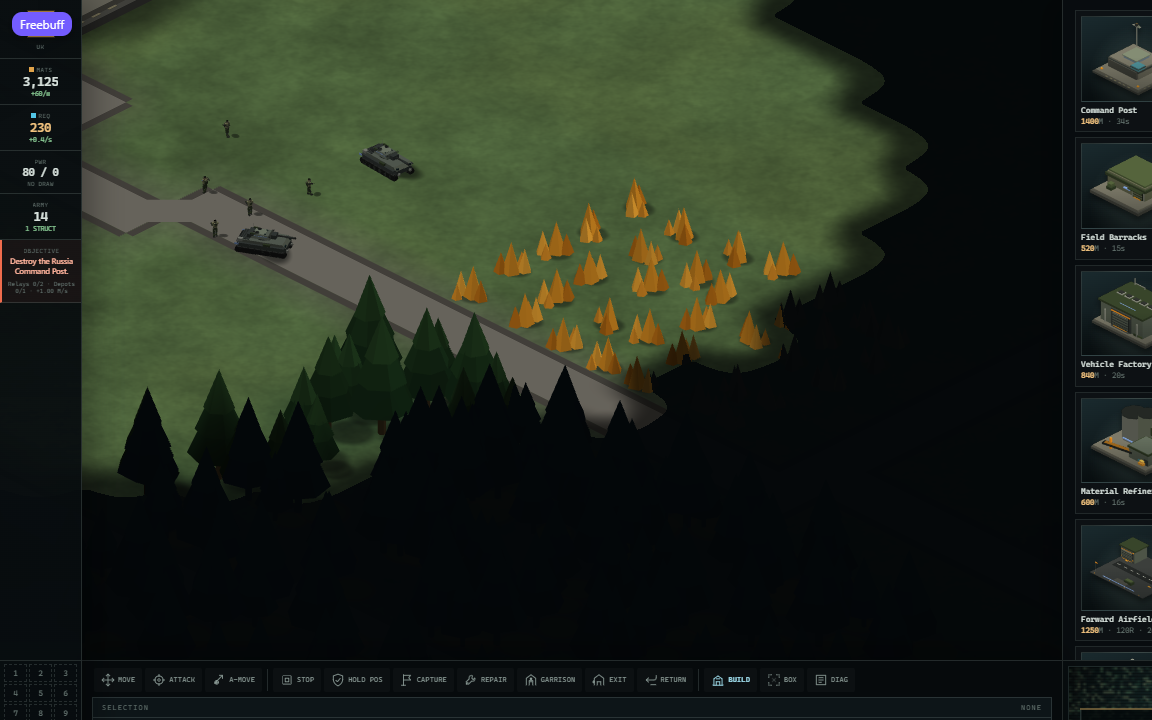 Freebuff
UK
MATS
3,125
+60/m
REQ
230
+0.4/s
PWR
80 / 0
NO DRAW
ARMY
14
1 STRUCT
OBJECTIVE
Destroy the Russia
Command Post.
Relays 0/2 · Depots
0/1 · +1.00 M/s
Command Post
1400M · 34s
Field Barracks
520M · 15s
Vehicle Factory
840M · 20s
Material Refine
600M · 16s
Forward Airfiel
1250M · 120R · 2
1 2 3
4 5 6
7 8 9
MOVE ATTACK A-MOVE STOP HOLD POS CAPTURE REPAIR GARRISON EXIT RETURN BUILD BOX DIAG
SELECTION NONE